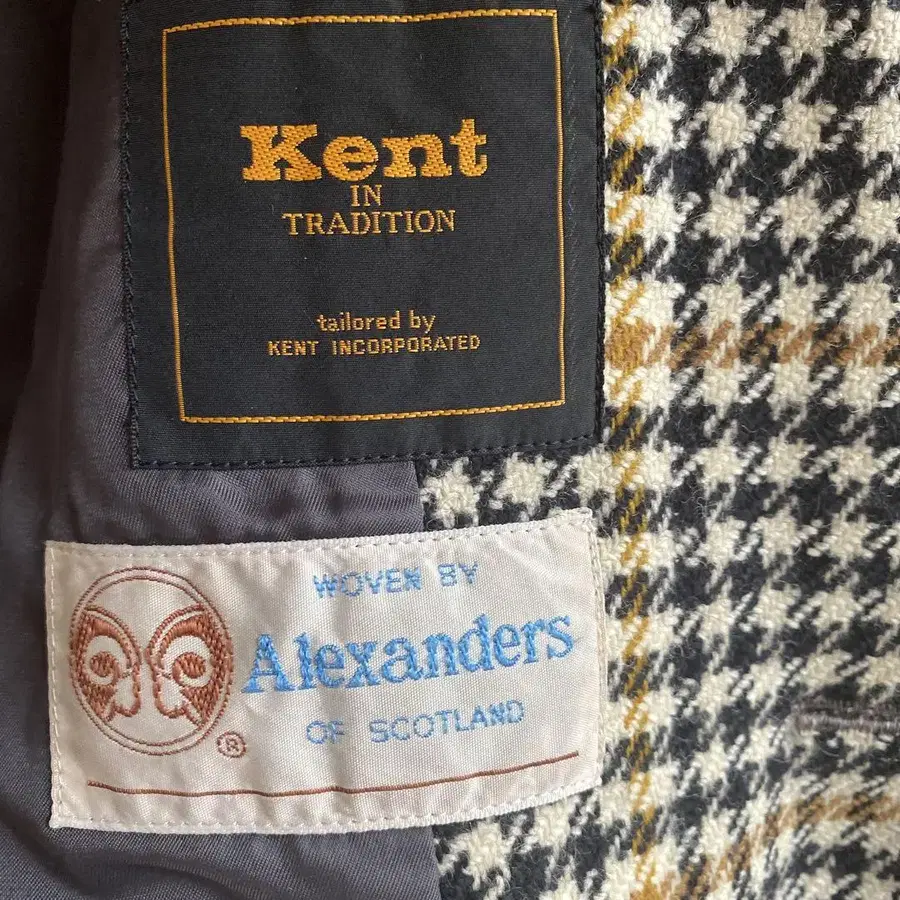 Kent
IN
TRADITION
tailored by
KENT INCORPORATED
WOVEN BY
Alexanders
OF SCOTLAND
®